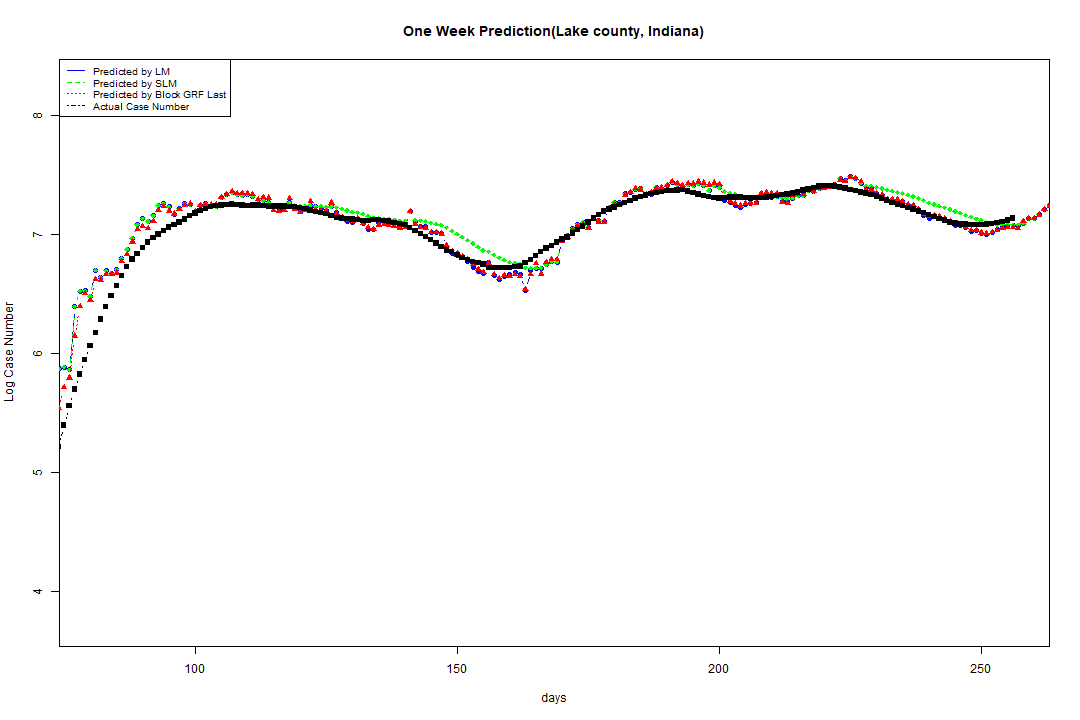 One Week Prediction(Lake county, Indiana)
Predicted by LM
Predicted by SLM
Predicted by Block GRF Last
Actual Case Number
8
7
6
5
4
Log Case Number
100 150 200 250
days